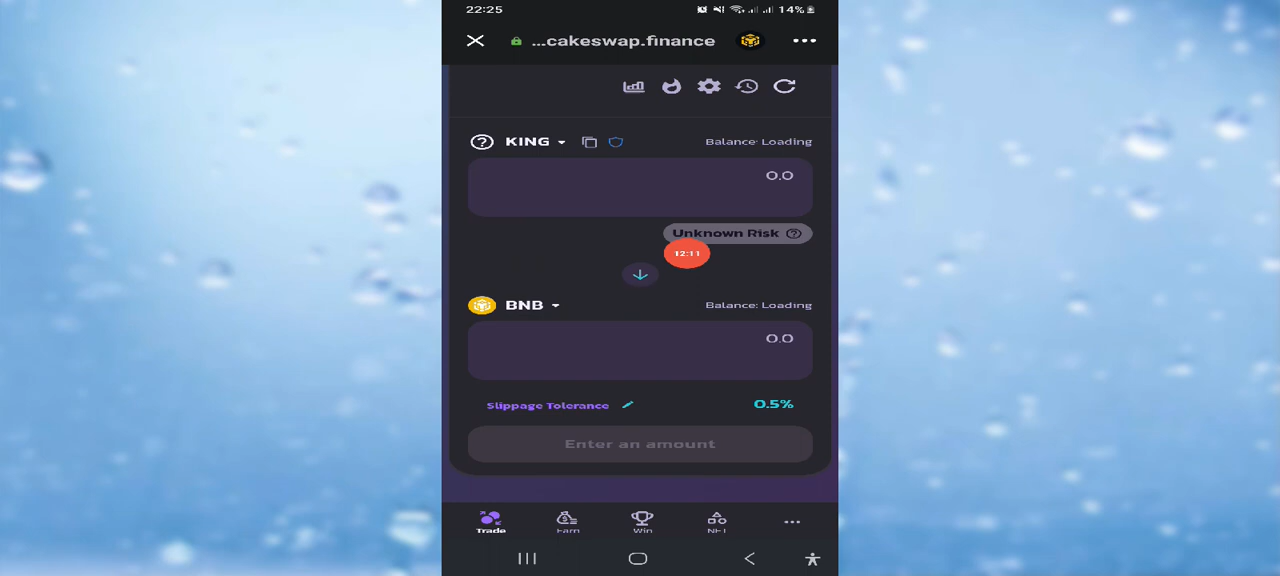 22:25 14%
...cakeswap.finance
KING Balance: Loading
0.0
Unknown Risk
12:11
BNB Balance: Loading
0.0
Slippage Tolerance 0.5%
Enter an amount
Trade Earn Win NFT